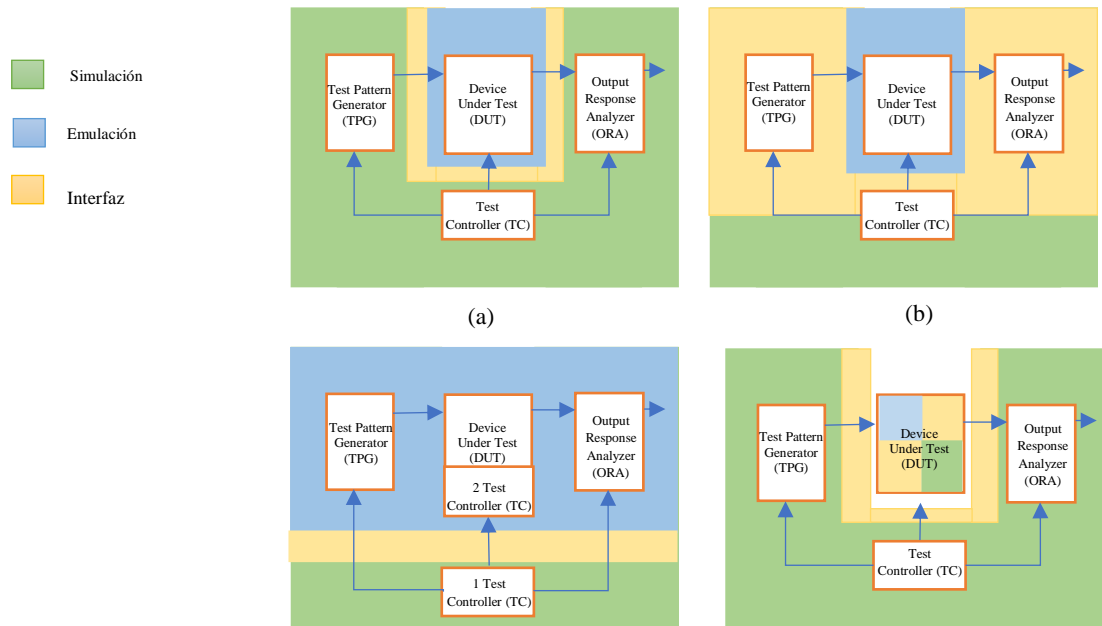 Simulación
Emulación
Interfaz
Test Pattern
Generator
(TPG)
Device
Under Test
(DUT)
Output
Response
Analyzer
(ORA)
Test
Controller (TC)
(a)
Test Pattern
Generator
(TPG)
Device
Under Test
(DUT)
Output
Response
Analyzer
(ORA)
Test
Controller (TC)
(b)
Test Pattern
Generator
(TPG)
Device
Under Test
(DUT)
2 Test
Controller (TC)
Output
Response
Analyzer
(ORA)
1 Test
Controller (TC)
Test Pattern
Generator
(TPG)
Device
Under Test
(DUT)
Output
Response
Analyzer
(ORA)
Test
Controller (TC)